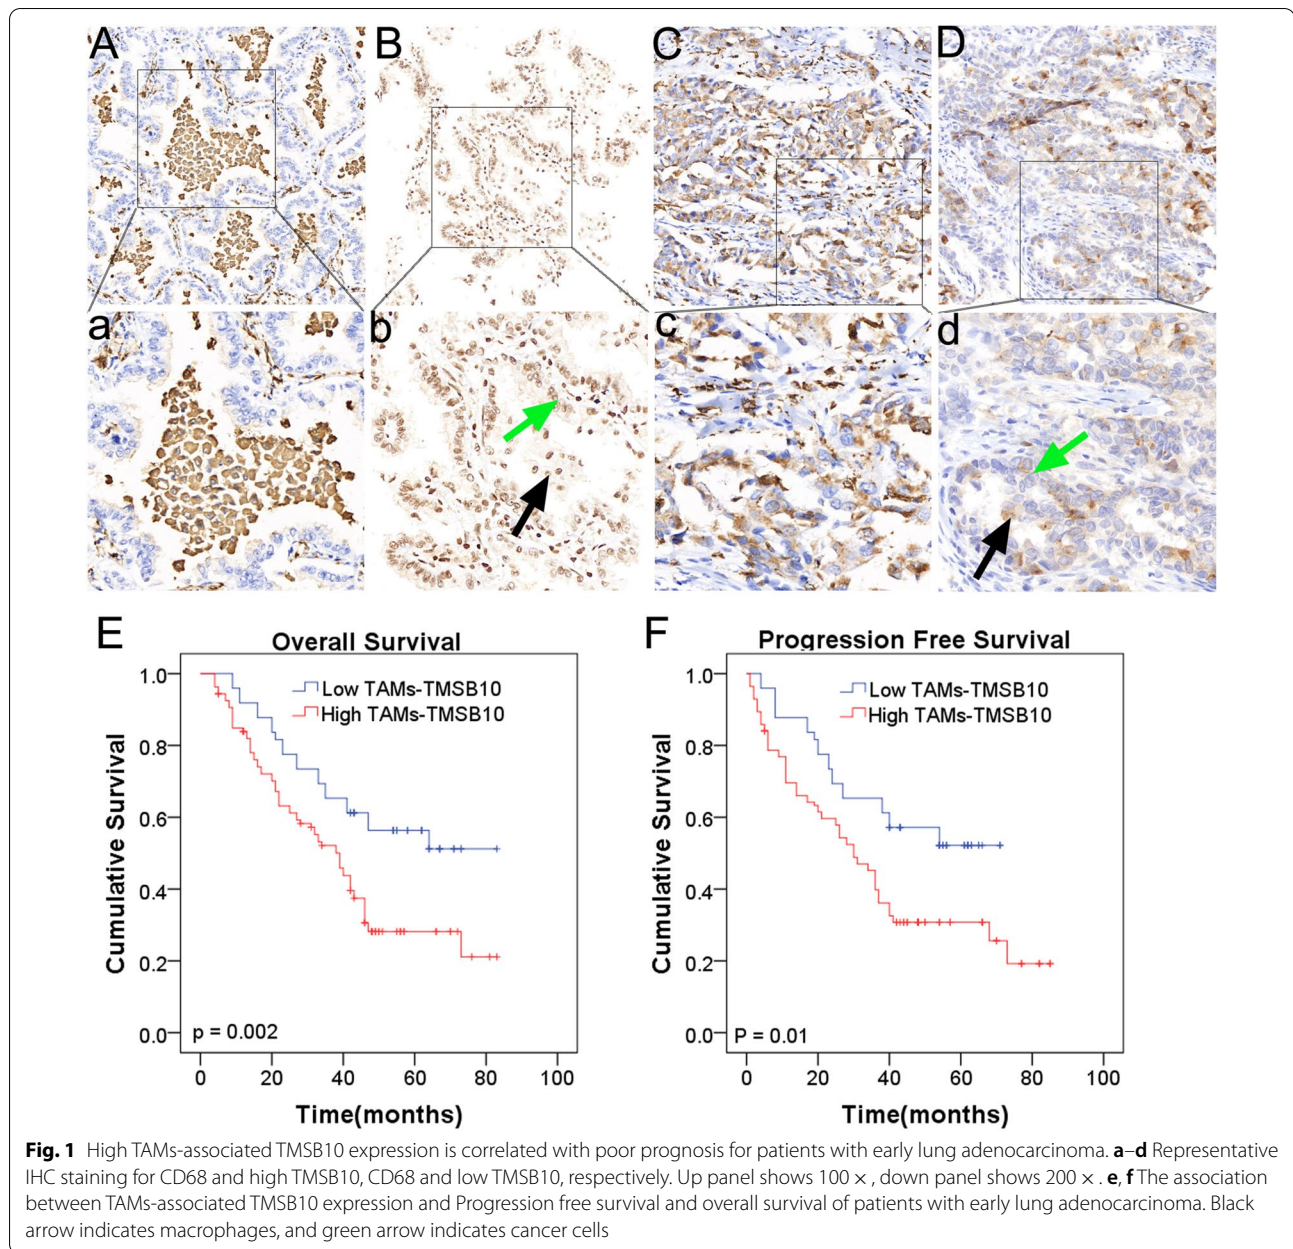 A
B
C
D
a
b
c
d
E
F
Overall Survival
Cumulative Survival
1.0
0.8
0.6
0.4
0.2
0.0
Low TAMs-TMSB10
High TAMs-TMSB10
p = 0.002
0 20 40 60 80 100
Time(months)
Progression Free Survival
Cumulative Survival
1.0
0.8
0.6
0.4
0.2
0.0
Low TAMs-TMSB10
High TAMs-TMSB10
P = 0.01
0 20 40 60 80 100
Time(months)
Fig. 1 High TAMs-associated TMSB10 expression is correlated with poor prognosis for patients with early lung adenocarcinoma. a–d Representative
IHC staining for CD68 and high TMSB10, CD68 and low TMSB10, respectively. Up panel shows 100 ×, down panel shows 200 ×. e, f The association
between TAMs-associated TMSB10 expression and Progression free survival and overall survival of patients with early lung adenocarcinoma. Black
arrow indicates macrophages, and green arrow indicates cancer cells